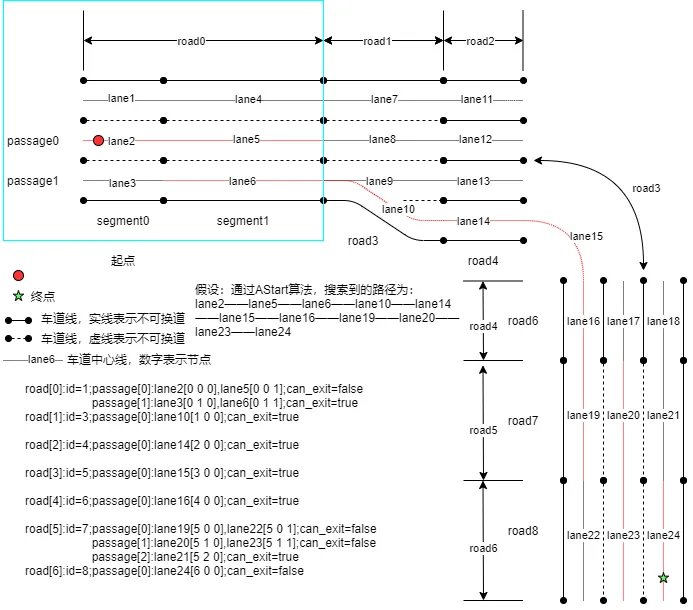 road0
road1
road2
lane1
lane4
lane7
lane11
passage0
lane2
lane5
lane8
lane12
passage1
lane3
lane6
lane9
lane13
road3
lane10
lane14
segment0
segment1
road3
lane15
起点
road4
终点
假设：通过AStart算法，搜索到的路径为：
lane2——lane5——lane6——lane10——lane14
——lane15——lane16——lane19——lane20——
lane23——lane24
车道线，实线表示不可换道
车道线，虚线表示不可换道
lane6
车道中心线，数字表示节点
road4
road6
lane16
lane17
lane18
road[0]:id=1;passage[0]:lane2[0 0 0],lane5[0 0 1];can_exit=false
passage[1]:lane3[0 1 0],lane6[0 1 1];can_exit=true
road[1]:id=3;passage[0]:lane10[1 0 0];can_exit=true
road[2]:id=4;passage[0]:lane14[2 0 0];can_exit=true
road[3]:id=5;passage[0]:lane15[3 0 0];can_exit=true
road[4]:id=6;passage[0]:lane16[4 0 0];can_exit=true
road[5]:id=7;passage[0]:lane19[5 0 0],lane22[5 0 1];can_exit=false
passage[1]:lane20[5 1 0],lane23[5 1 1];can_exit=false
passage[2]:lane21[5 2 0];can_exit=true
road[6]:id=8;passage[0]:lane24[6 0 0];can_exit=false
road5
road7
lane19
lane20
lane21
road6
road8
lane22
lane23
lane24